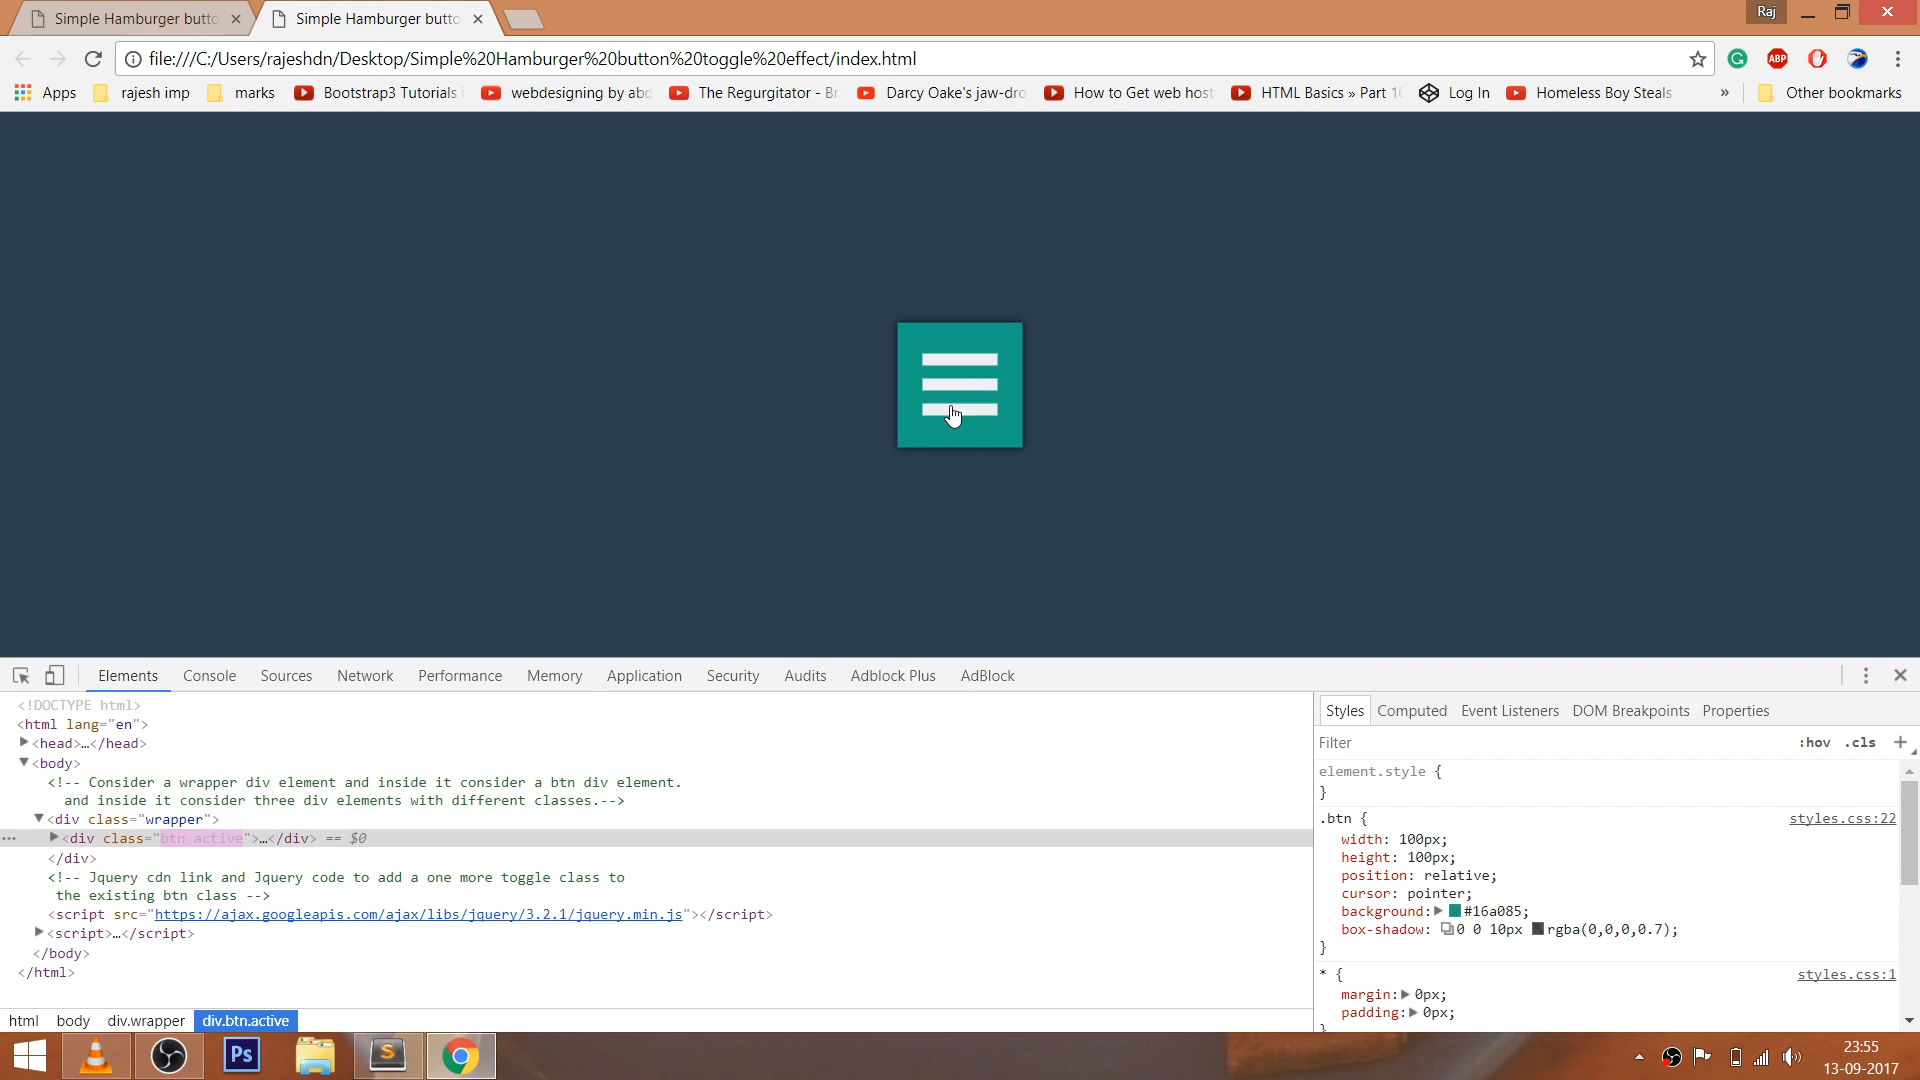 Simple Hamburger butto
Simple Hamburger butto
Raj
file:///C:/Users/rajeshdn/Desktop/Simple%20Hamburger%20button%20toggle%20effect/index.html
ABP
Apps
rajesh imp
marks
Bootstrap3 Tutorials
webdesigning by abd
The Regurgitator - Br
Darcy Oake's jaw-dro
How to Get web host
HTML Basics » Part 10
Log In
Homeless Boy Steals
»
Other bookmarks
Elements Console Sources Network Performance Memory Application Security Audits Adblock Plus AdBlock
<!DOCTYPE html>
<html lang="en">
<head>…</head>
<body>
<!-- Consider a wrapper div element and inside it consider a btn div element.
and inside it consider three div elements with different classes.-->
<div class="wrapper">
<div class="btn active">…</div> == $0
</div>
<!-- Jquery cdn link and Jquery code to add a one more toggle class to
the existing btn class -->
<script src="https://ajax.googleapis.com/ajax/libs/jquery/3.2.1/jquery.min.js"></script>
<script>…</script>
</body>
</html>
html body div.wrapper div.btn.active
Styles Computed Event Listeners DOM Breakpoints Properties
Filter
:hov .cls +
element.style {
}
.btn {
styles.css:22
width: 100px;
height: 100px;
position: relative;
cursor: pointer;
background: #16a085;
box-shadow: 0 0 10px rgba(0,0,0,0.7);
}
* {
styles.css:1
margin: 0px;
padding: 0px;
}
Ps
S
23:55
13-09-2017